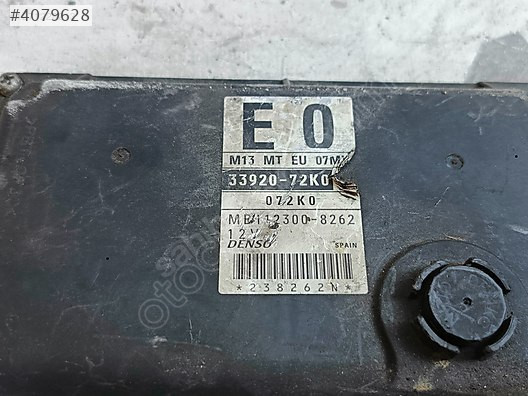 #4079628
E 0
M13 MT EU 07M
33920-72K0
072K0
MB112300-8262
12V
DENSO SPAIN
*238262N*